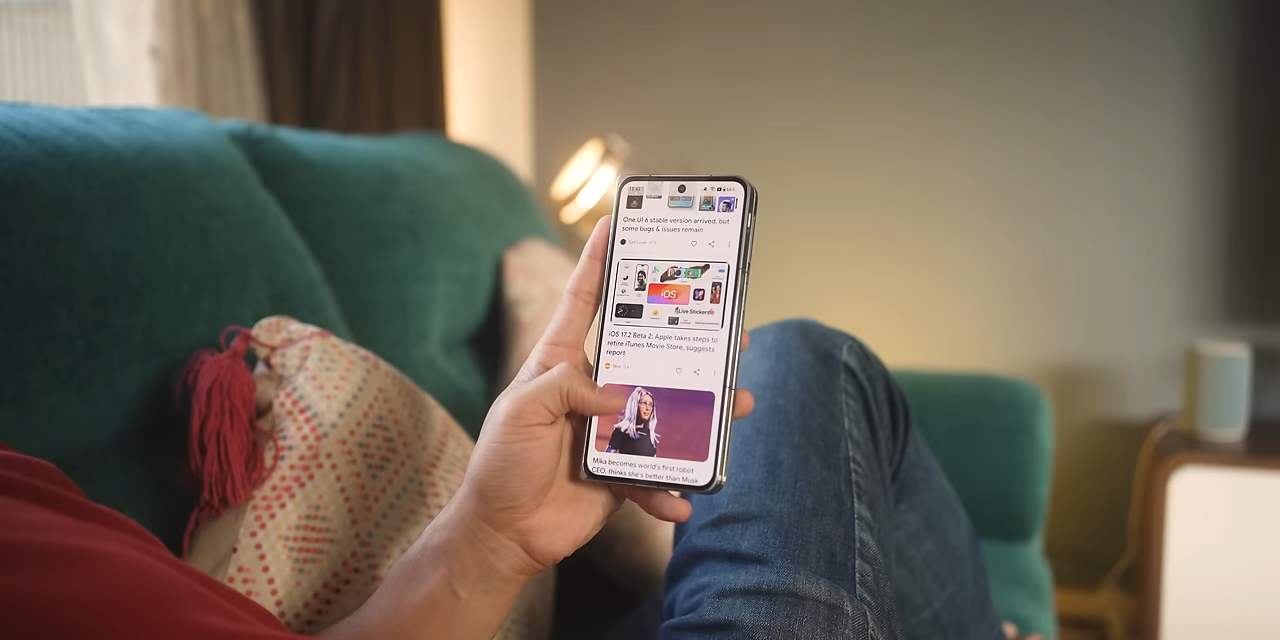 One UI 6 stable version arrived, but
some bugs & issues remain
iOS
Live Stickers
iOS 17.2 Beta 2: Apple takes steps to
retire iTunes Movie Store, suggests
report
Mika becomes world's first robot
CEO, thinks she's better than Musk